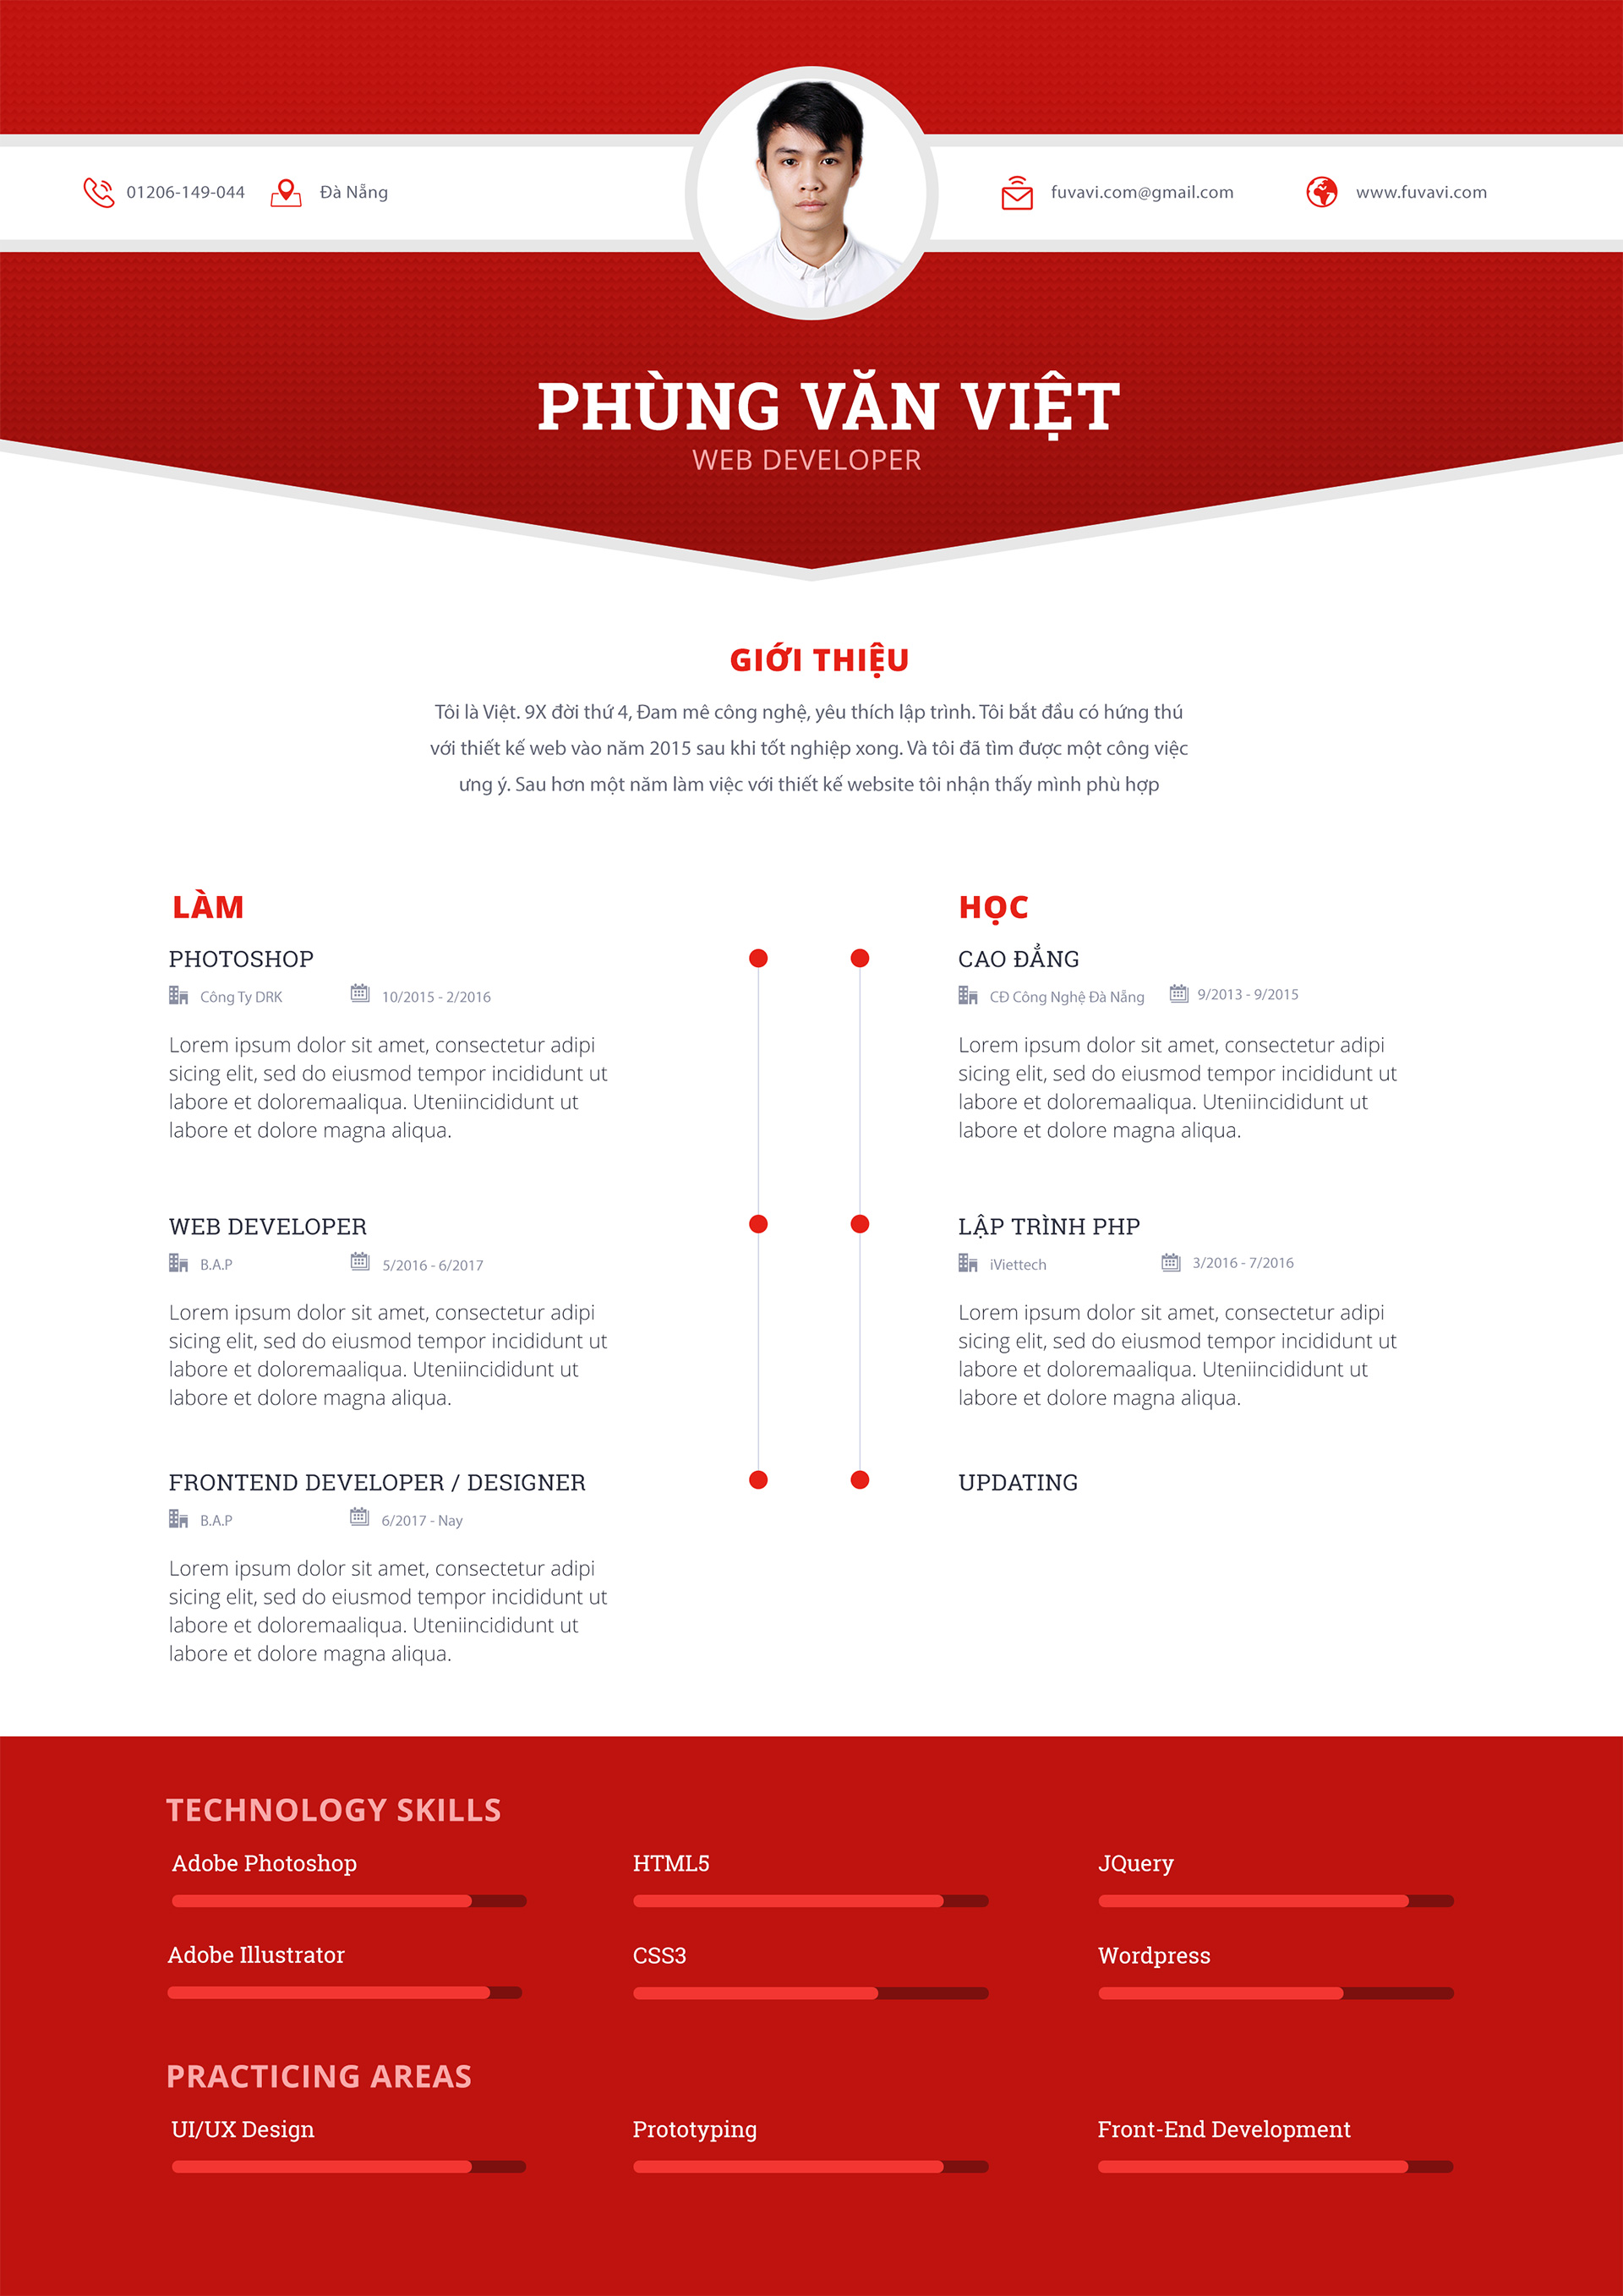 01206-149-044
Đà Nẵng
fuvavi.com@gmail.com
www.fuvavi.com
PHÙNG VĂN VIỆT
WEB DEVELOPER
GIỚI THIỆU
Tôi là Việt. 9X đời thứ 4, Đam mê công nghệ, yêu thích lập trình. Tôi bắt đầu có hứng thú
với thiết kế web vào năm 2015 sau khi tốt nghiệp xong. Và tôi đã tìm được một công việc
ưng ý. Sau hơn một năm làm việc với thiết kế website tôi nhận thấy mình phù hợp
LÀM
PHOTOSHOP
Công Ty DRK
10/2015 - 2/2016
Lorem ipsum dolor sit amet, consectetur adipi
sicing elit, sed do eiusmod tempor incididunt ut
labore et doloremaaliqua. Uteniincididunt ut
labore et dolore magna aliqua.
WEB DEVELOPER
B.A.P
5/2016 - 6/2017
Lorem ipsum dolor sit amet, consectetur adipi
sicing elit, sed do eiusmod tempor incididunt ut
labore et doloremaaliqua. Uteniincididunt ut
labore et dolore magna aliqua.
FRONTEND DEVELOPER / DESIGNER
B.A.P
6/2017 - Nay
Lorem ipsum dolor sit amet, consectetur adipi
sicing elit, sed do eiusmod tempor incididunt ut
labore et doloremaaliqua. Uteniincididunt ut
labore et dolore magna aliqua.
HỌC
CAO ĐẲNG
CĐ Công Nghệ Đà Nẵng
9/2013 - 9/2015
Lorem ipsum dolor sit amet, consectetur adipi
sicing elit, sed do eiusmod tempor incididunt ut
labore et doloremaaliqua. Uteniincididunt ut
labore et dolore magna aliqua.
LẬP TRÌNH PHP
iViettech
3/2016 - 7/2016
Lorem ipsum dolor sit amet, consectetur adipi
sicing elit, sed do eiusmod tempor incididunt ut
labore et doloremaaliqua. Uteniincididunt ut
labore et dolore magna aliqua.
UPDATING
TECHNOLOGY SKILLS
Adobe Photoshop
HTML5
JQuery
Adobe Illustrator
CSS3
Wordpress
PRACTICING AREAS
UI/UX Design
Prototyping
Front-End Development